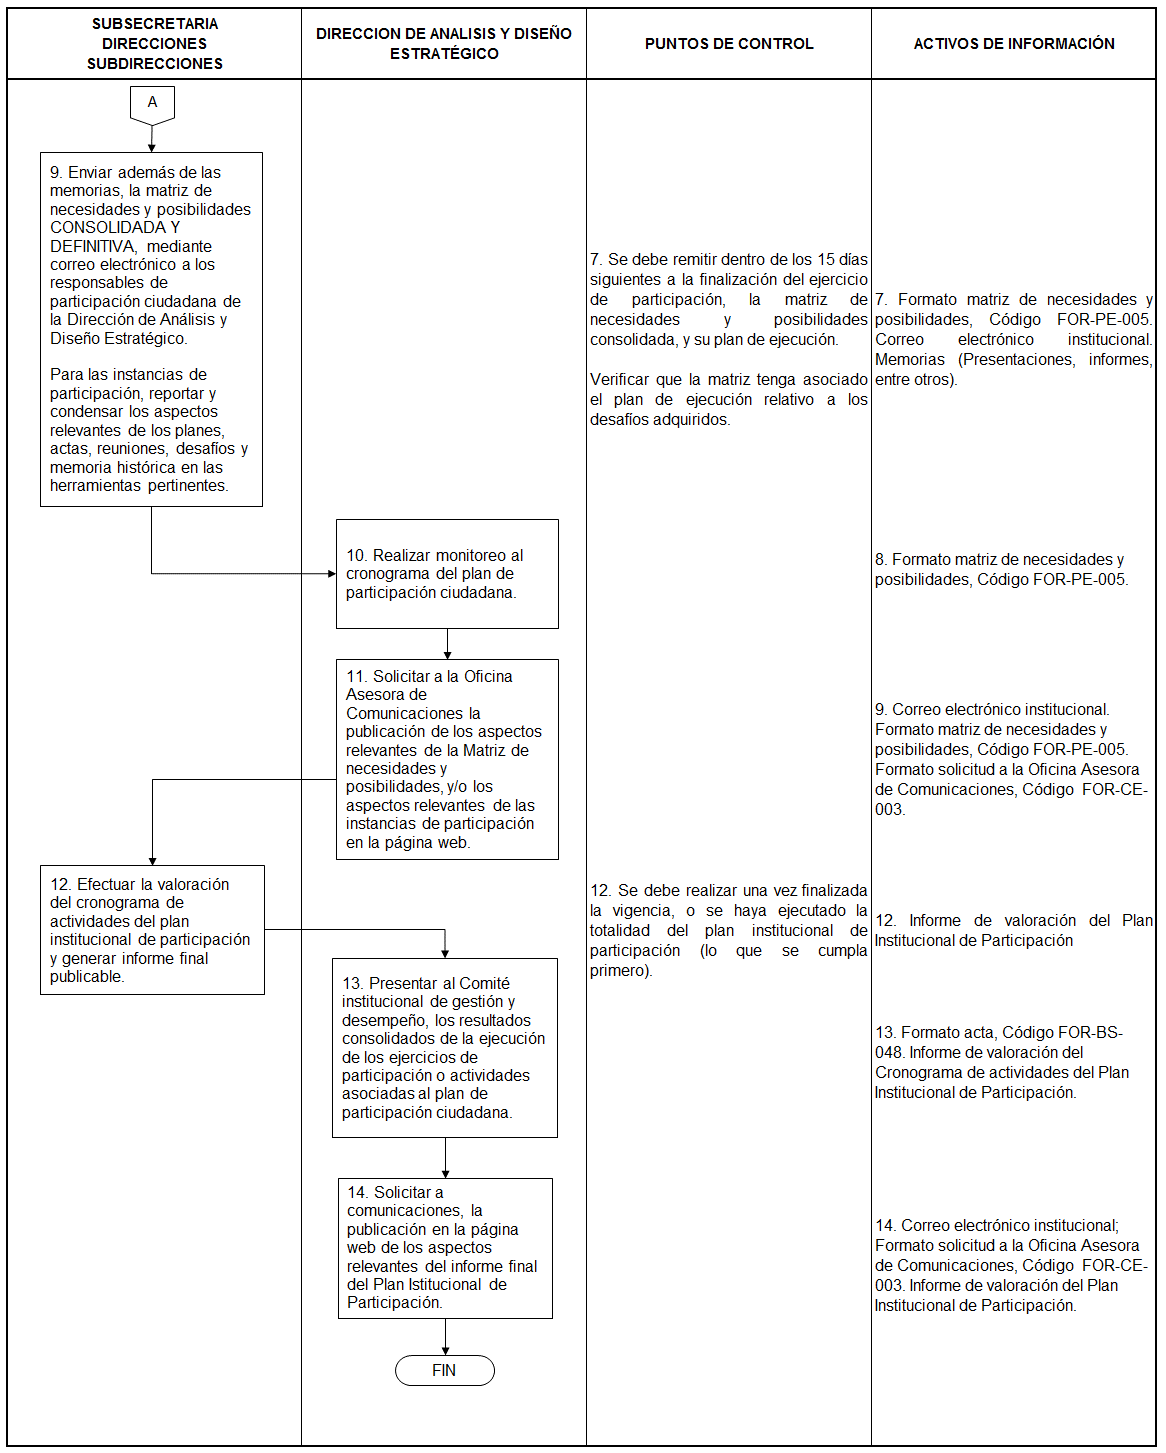 SUBSECRETARIA
DIRECCIONES
SUBDIRECCIONES
DIRECCION DE ANALISIS Y DISEÑO
ESTRATÉGICO
PUNTOS DE CONTROL
ACTIVOS DE INFORMACIÓN
A
9. Enviar además de las
memorias, la matriz de
necesidades y posibilidades
CONSOLIDADA Y
DEFINITIVA, mediante
correo electrónico a los
responsables de
participación ciudadana de
la Dirección de Análisis y
Diseño Estratégico.
Para las instancias de
participación, reportar y
condensar los aspectos
relevantes de los planes,
actas, reuniones, desafíos y
memoria histórica en las
herramientas pertinentes.
7. Se debe remitir dentro de los 15 días
siguientes a la finalización del ejercicio
de participación, la matriz de
necesidades y posibilidades
consolidada, y su plan de ejecución.
Verificar que la matriz tenga asociado
el plan de ejecución relativo a los
desafíos adquiridos.
7. Formato matriz de necesidades y
posibilidades, Código FOR-PE-005.
Correo electrónico institucional.
Memorias (Presentaciones, informes,
entre otros).
10. Realizar monitoreo al
cronograma del plan de
participación ciudadana.
8. Formato matriz de necesidades y
posibilidades, Código FOR-PE-005.
11. Solicitar a la Oficina
Asesora de
Comunicaciones la
publicación de los aspectos
relevantes de la Matriz de
necesidades y
posibilidades, y/o los
aspectos relevantes de las
instancias de participación
en la página web.
9. Correo electrónico institucional.
Formato matriz de necesidades y
posibilidades, Código FOR-PE-005.
Formato solicitud a la Oficina Asesora
de Comunicaciones, Código FOR-CE-
003.
12. Efectuar la valoración
del cronograma de
actividades del plan
institucional de participación
y generar informe final
publicable.
12. Se debe realizar una vez finalizada
la vigencia, o se haya ejecutado la
totalidad del plan institucional de
participación (lo que se cumpla
primero).
12. Informe de valoración del Plan
Institucional de Participación
13. Presentar al Comité
institucional de gestión y
desempeño, los resultados
consolidados de la ejecución
de los ejercicios de
participación o actividades
asociadas al plan de
participación ciudadana.
13. Formato acta, Código FOR-BS-
048. Informe de valoración del
Cronograma de actividades del Plan
Institucional de Participación.
14. Solicitar a
comunicaciones, la
publicación en la página
web de los aspectos
relevantes del informe final
del Plan Istitucional de
Participación.
14. Correo electrónico institucional;
Formato solicitud a la Oficina Asesora
de Comunicaciones, Código FOR-CE-
003. Informe de valoración del Plan
Institucional de Participación.
FIN